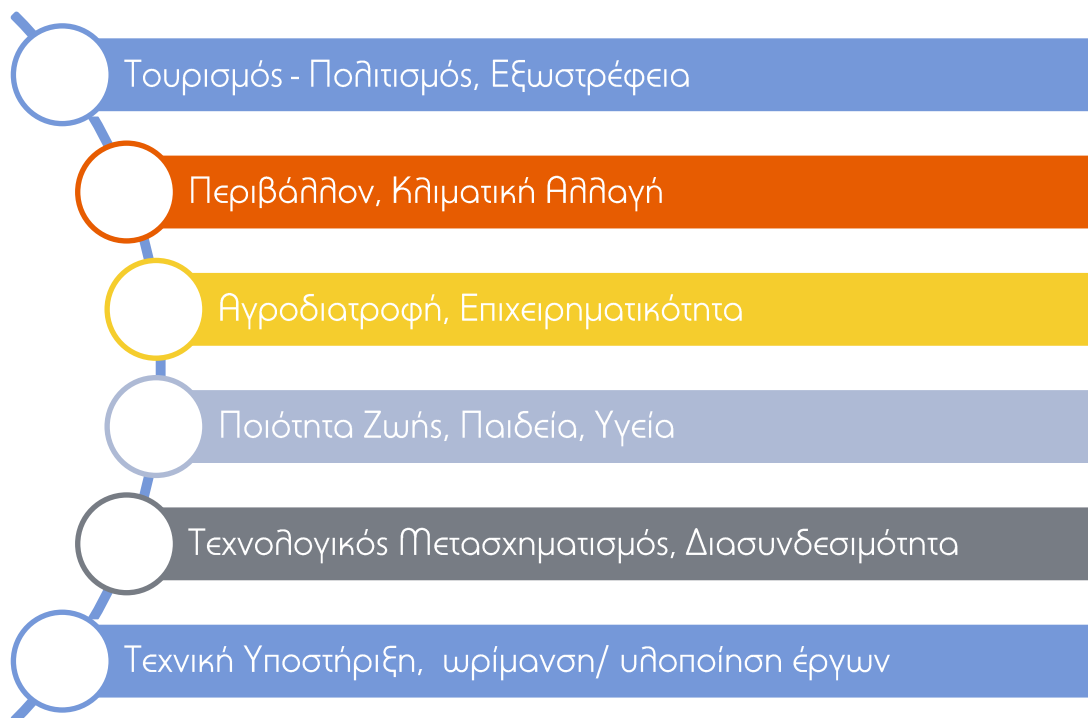 Τουρισμός - Πολιτισμός, Εξωστρέφεια
Περιβάλλον, Κλιματική Αλλαγή
Αγροδιατροφή, Επιχειρηματικότητα
Ποιότητα Ζωής, Παιδεία, Υγεία
Τεχνολογικός Μετασχηματισμός, Διασυνδεσιμότητα
Τεχνική Υποστήριξη, ωρίμανση/ υλοποίηση έργων